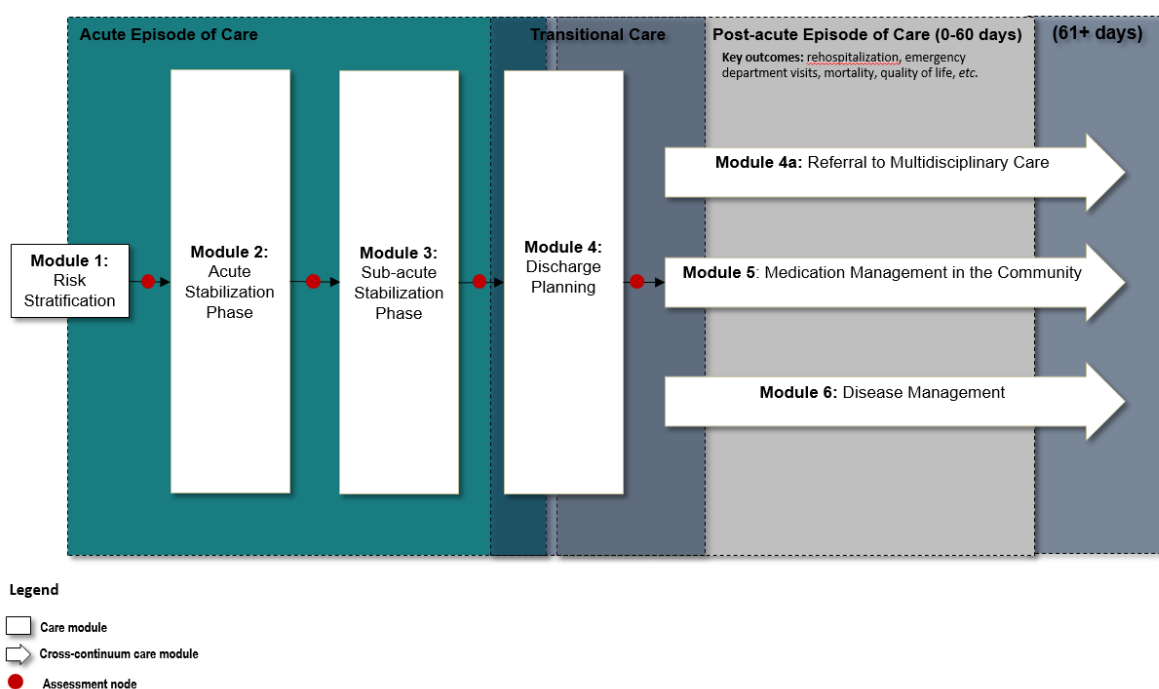 Acute Episode of Care
Transitional Care
Post-acute Episode of Care (0-60 days)
(61+ days)
Key outcomes: rehospitalization, emergency
department visits, mortality, quality of life, etc.
Module 1:
Risk
Stratification
Module 2:
Acute
Stabilization
Phase
Module 3:
Sub-acute
Stabilization
Phase
Module 4:
Discharge
Planning
Module 4a: Referral to Multidisciplinary Care
Module 5: Medication Management in the Community
Module 6: Disease Management
Legend
Care module
Cross-continuum care module
Assessment node